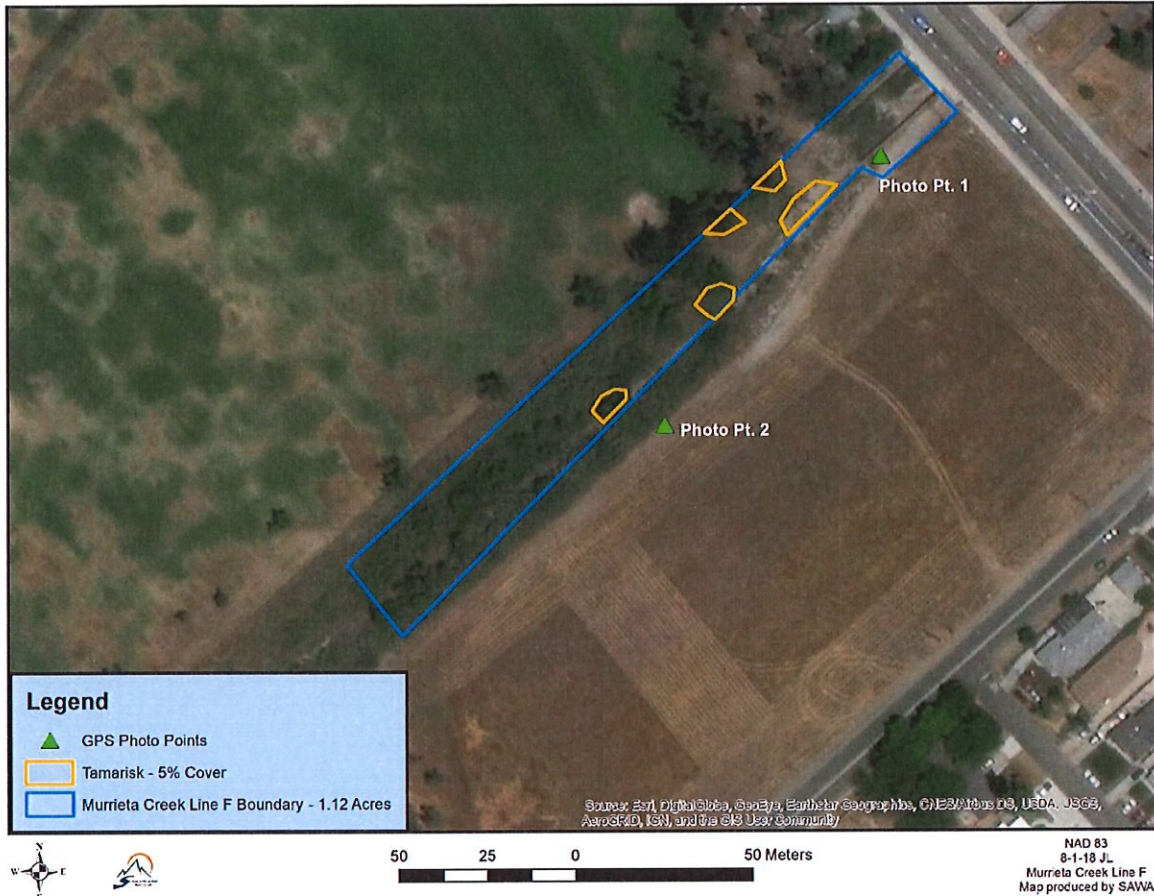 Photo Pt. 1
Photo Pt. 2
Legend
GPS Photo Points
Tamarisk - 5% Cover
Murrieta Creek Line F Boundary - 1.12 Acres
Source: Esri, DigitalGlobe, GeoEye, Earthstar Geographics, CNES/Airbus DS, USDA, USGS,
AeroGRID, IGN, and the GIS User Community
N
W E
S
50 25 0 50 Meters
NAD 83
8-1-18 JL
Murrieta Creek Line F
Map produced by SAWA